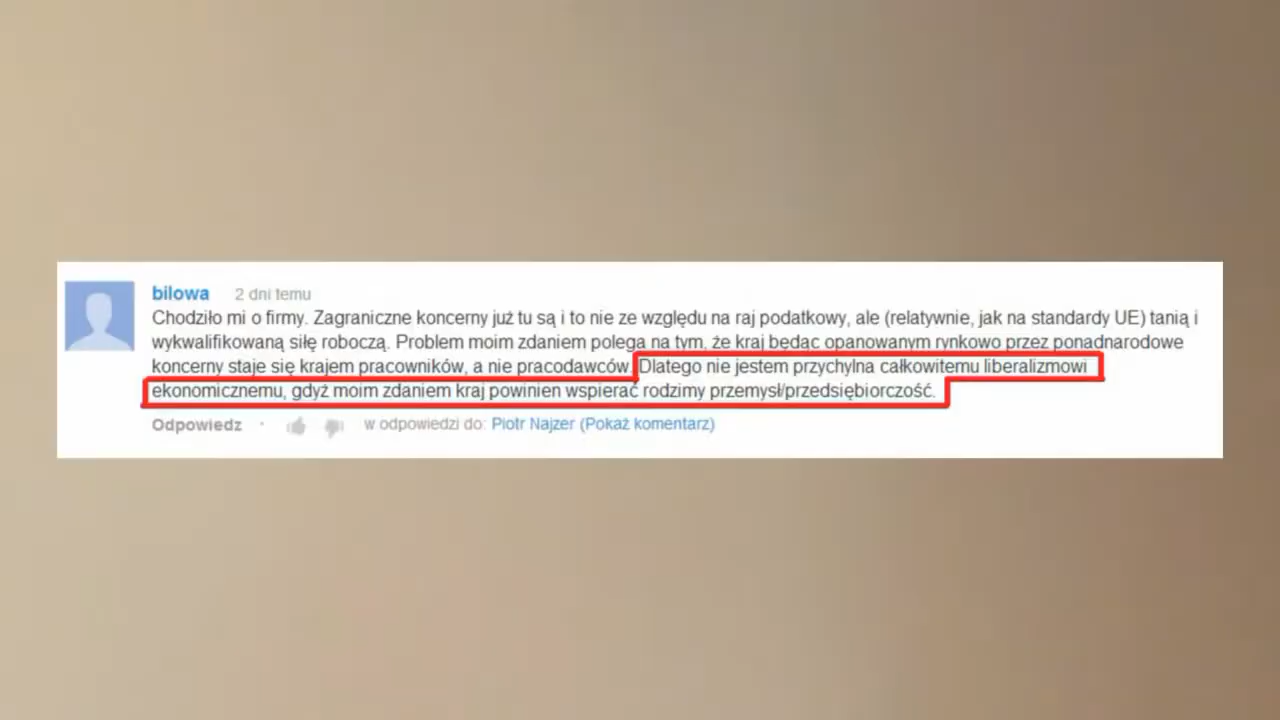 bilowa 2 dni temu
Chodziło mi o firmy. Zagraniczne koncerny już tu są i to nie ze względu na raj podatkowy, ale (relatywnie, jak na standardy UE) tanią i
wykwalifikowaną siłę roboczą. Problem moim zdaniem polega na tym, że kraj będąc opanowanym rynkowo przez ponadnarodowe
koncerny staje się krajem pracowników, a nie pracodawców. Dlatego nie jestem przychylna całkowitemu liberalizmowi
ekonomicznemu, gdyż moim zdaniem kraj powinien wspierać rodzimy przemysł/przedsiębiorczość.
Odpowiedz · w odpowiedzi do: Piotr Najzer (Pokaż komentarz)